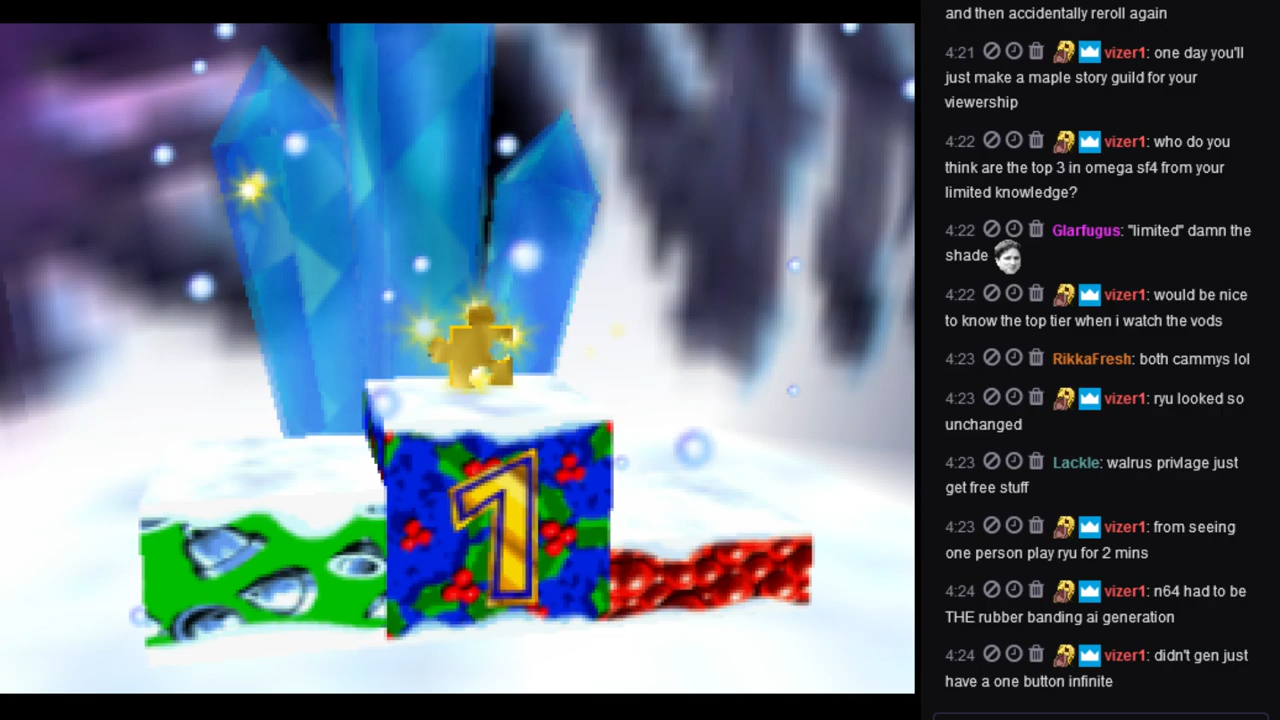 and then accidentally reroll again
4:21 vizer1: one day you'll
just make a maple story guild for your
viewership
4:22 vizer1: who do you
think are the top 3 in omega sf4 from your
limited knowledge?
4:22 Glarfugus: "limited" damn the
shade
4:22 vizer1: would be nice
to know the top tier when i watch the vods
4:23 RikkaFresh: both cammys lol
4:23 vizer1: ryu looked so
unchanged
4:23 Lackle: walrus privlage just
get free stuff
4:23 vizer1: from seeing
one person play ryu for 2 mins
4:24 vizer1: n64 had to be
THE rubber banding ai generation
4:24 vizer1: didn't gen just
have a one button infinite
1